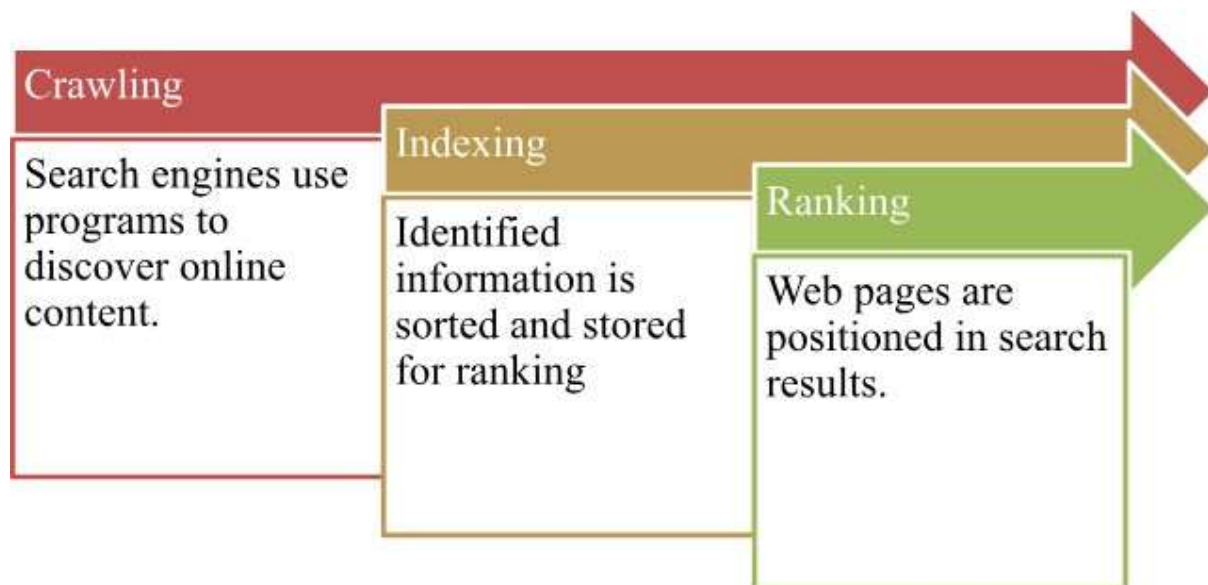 Crawling
Search engines use
programs to
discover online
content.
Indexing
Identified
information is
sorted and stored
for ranking
Ranking
Web pages are
positioned in search
results.